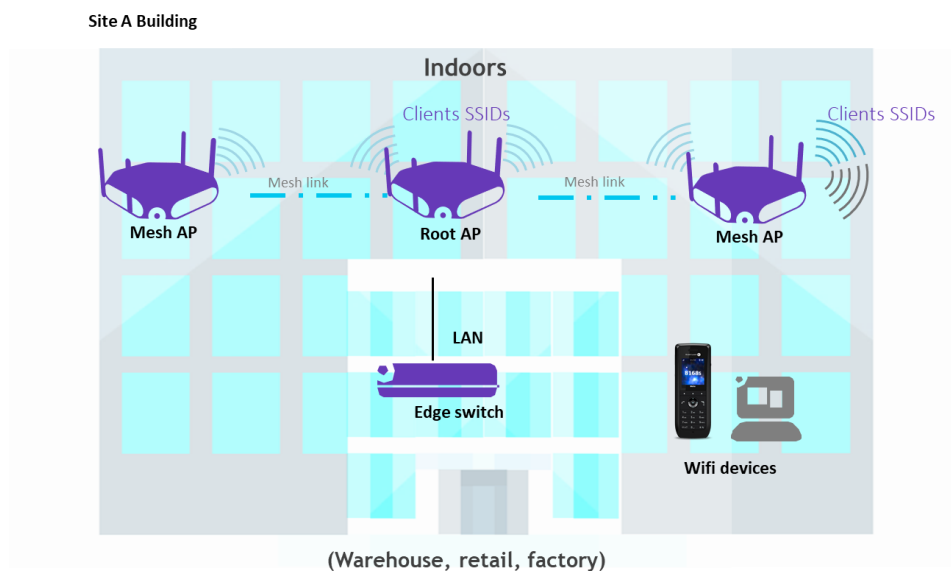 Site A Building
Indoors
Clients SSIDs
Clients SSIDs
Mesh link
Mesh link
Mesh AP
Root AP
Mesh AP
LAN
Edge switch
Wifi devices
(Warehouse, retail, factory)